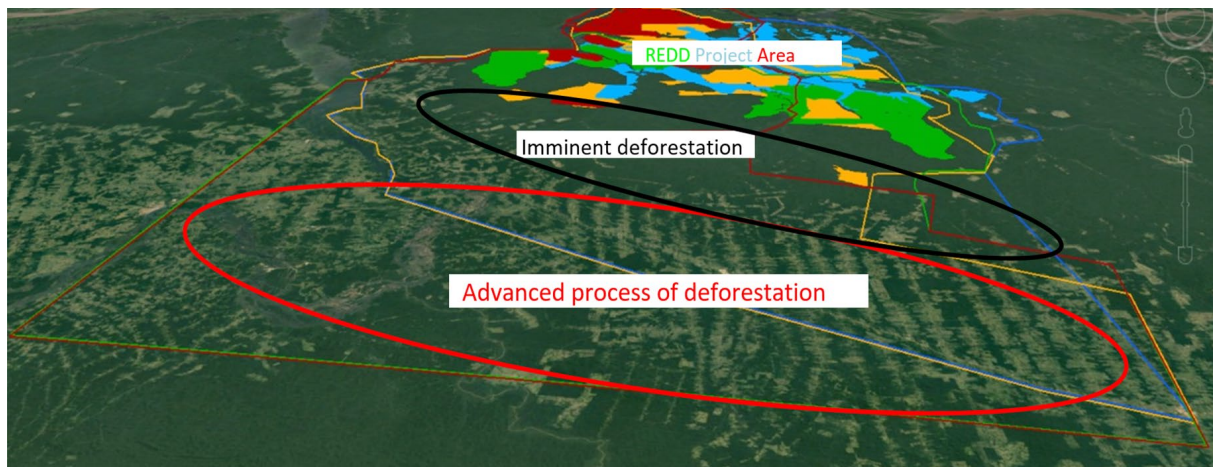 REDD Project Area
Imminent deforestation
Advanced process of deforestation